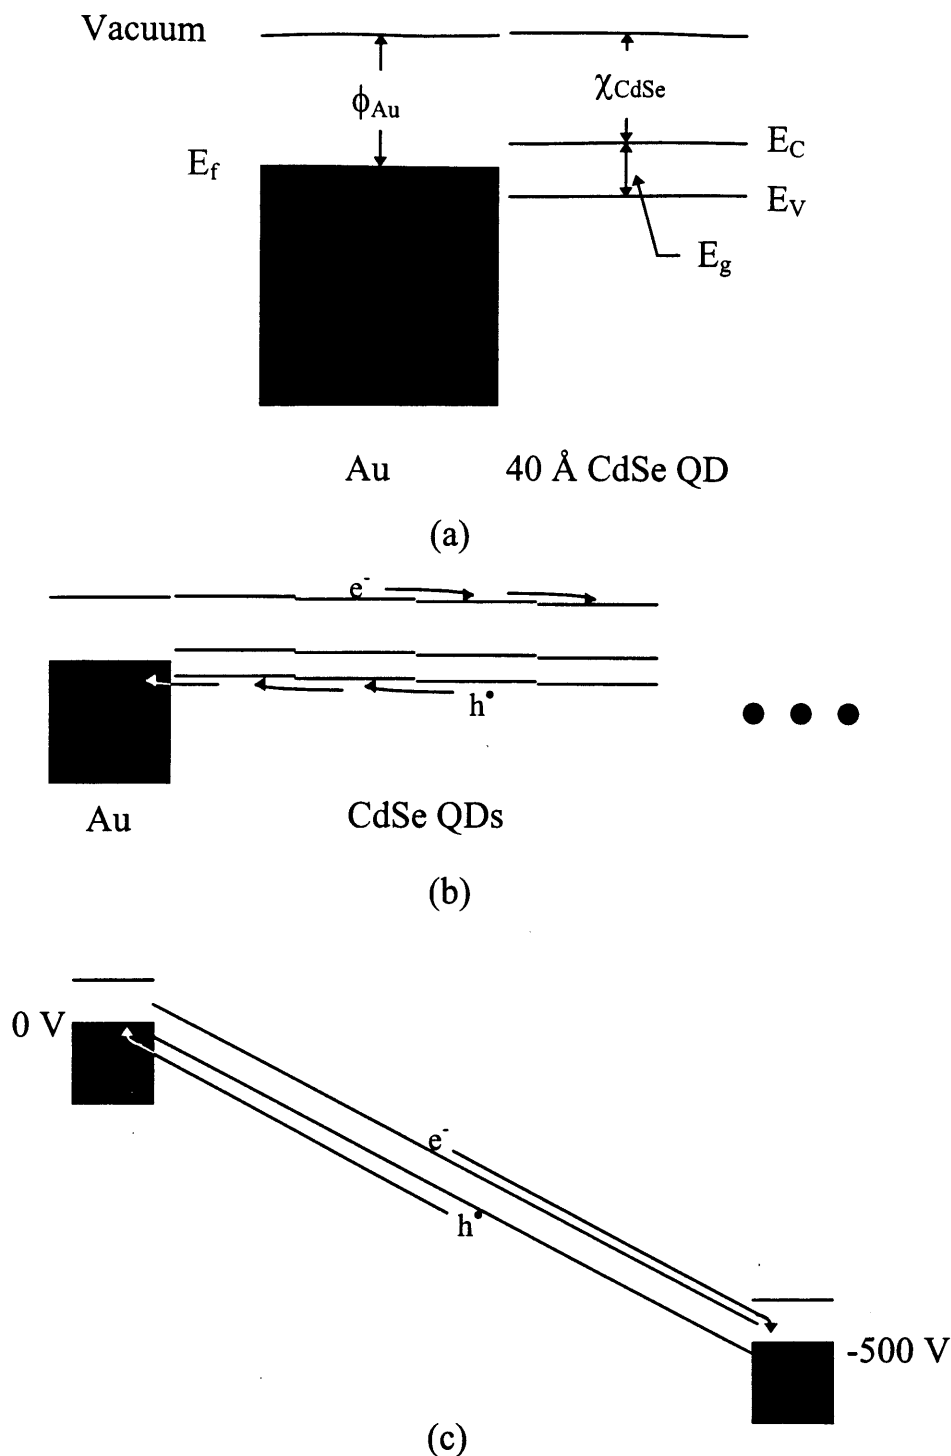 Vacuum
ϕAu
χCdSe
Ef
EC
EV
Eg
Au 40 Å CdSe QD
(a)
e-
h•
Au CdSe QDs
(b)
0 V
e-
h•
-500 V
(c)